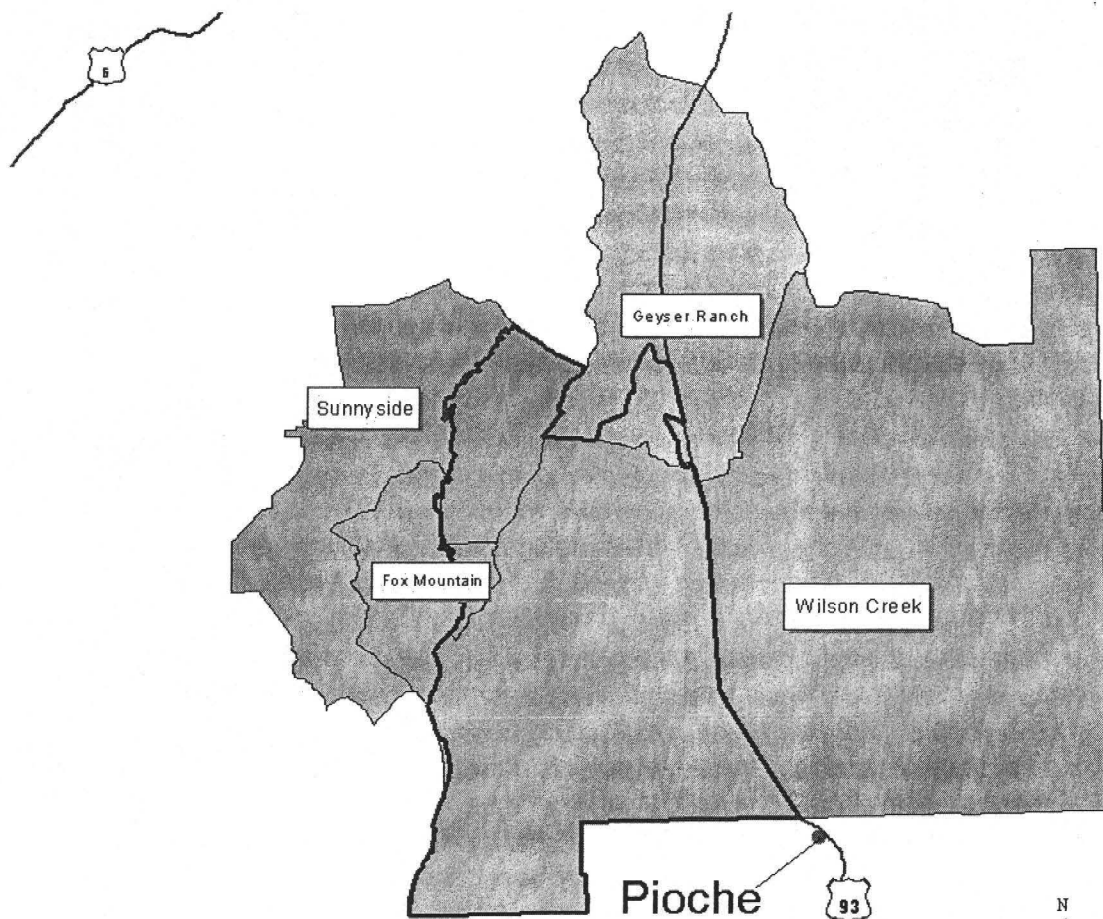 6
Geyser Ranch
Sunnyside
Fox Mountain
Wilson Creek
Pioche
93
N